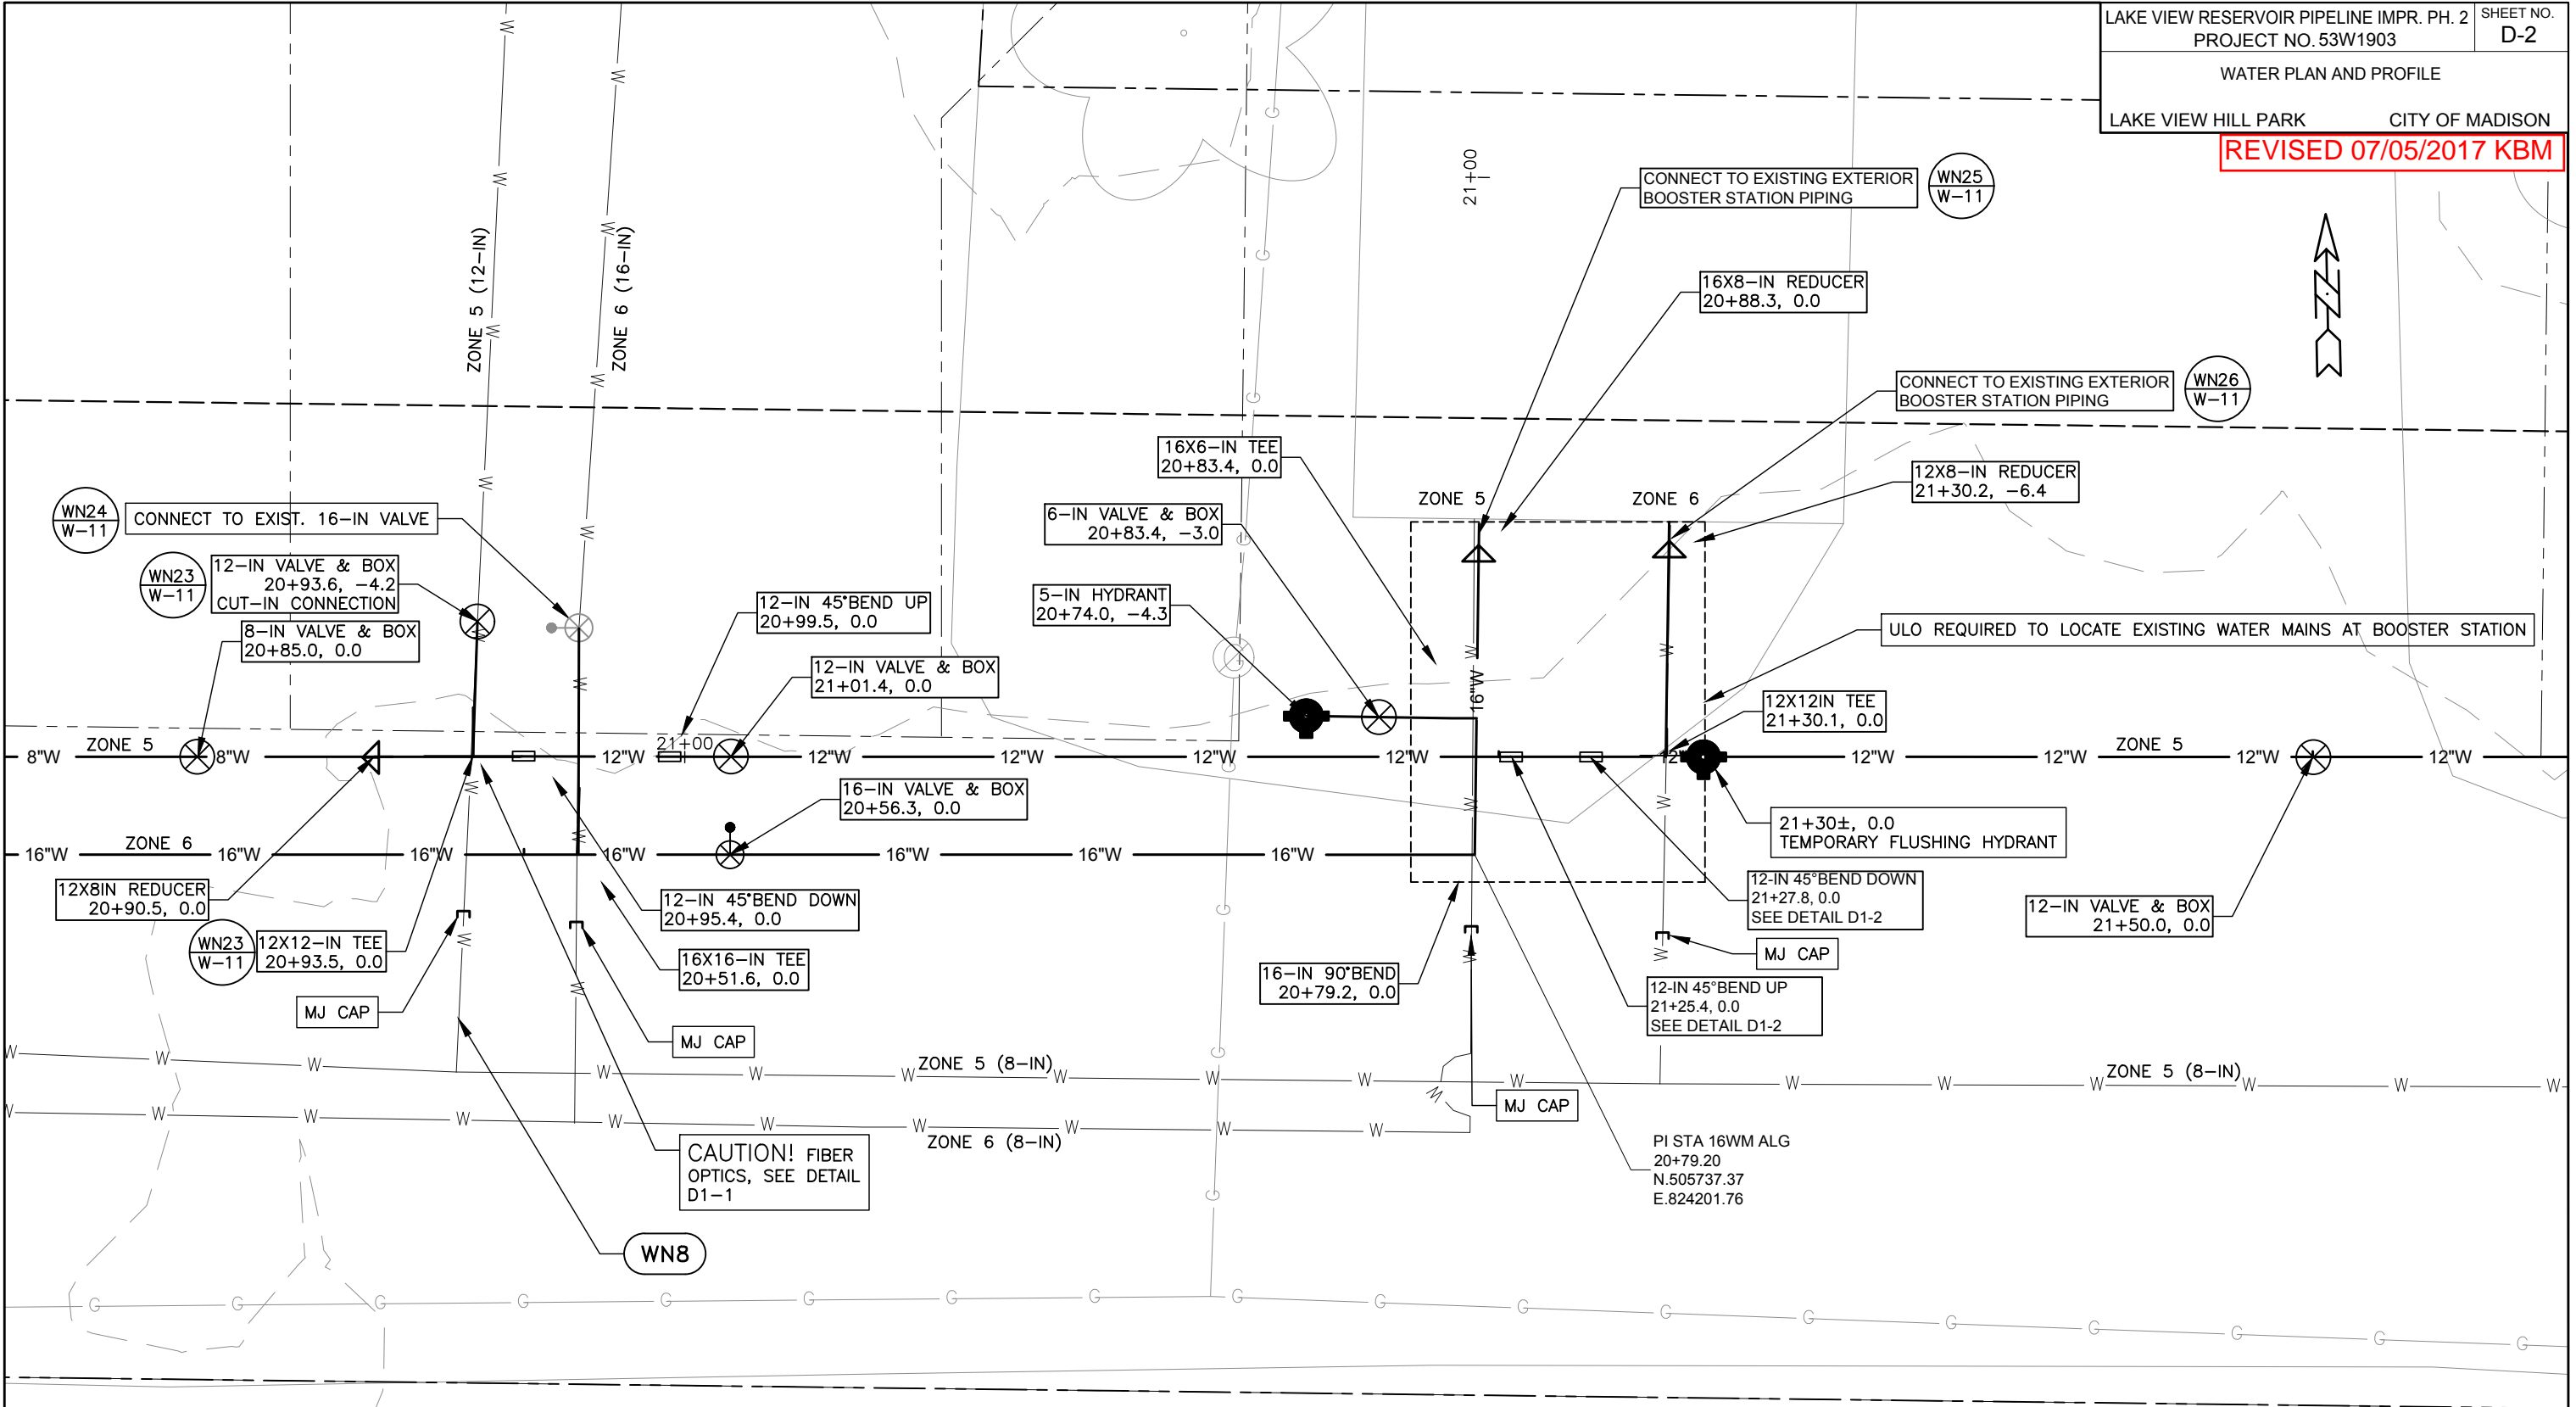 LAKE VIEW RESERVOIR PIPELINE IMPR. PH. 2
PROJECT NO. 53W1903
SHEET NO.
D-2
WATER PLAN AND PROFILE
LAKE VIEW HILL PARK
CITY OF MADISON
REVISED 07/05/2017 KBM
21+00
CONNECT TO EXISTING EXTERIOR
BOOSTER STATION PIPING
WN25
W-11
ZONE 5 (12-IN)
ZONE 6 (16-IN)
16X8-IN REDUCER
20+88.3, 0.0
N
CONNECT TO EXISTING EXTERIOR
BOOSTER STATION PIPING
WN26
W-11
16X6-IN TEE
20+83.4, 0.0
12X8-IN REDUCER
21+30.2, -6.4
ZONE 5
ZONE 6
WN24
W-11
CONNECT TO EXIST. 16-IN VALVE
6-IN VALVE & BOX
20+83.4, -3.0
WN23
W-11
12-IN VALVE & BOX
20+93.6, -4.2
CUT-IN CONNECTION
5-IN HYDRANT
20+74.0, -4.3
12-IN 45°BEND UP
20+99.5, 0.0
8-IN VALVE & BOX
20+85.0, 0.0
ULO REQUIRED TO LOCATE EXISTING WATER MAINS AT BOOSTER STATION
12-IN VALVE & BOX
21+01.4, 0.0
16"W
12X12IN TEE
21+30.1, 0.0
8"W
ZONE 5
8"W
12"W
21+00
12"W
12"W
12"W
12"W
12"
12"W
12"W
ZONE 5
12"W
12"W
16-IN VALVE & BOX
20+56.3, 0.0
21+30±, 0.0
TEMPORARY FLUSHING HYDRANT
16"W
ZONE 6
16"W
16"W
16"W
16"W
16"W
16"W
12X8IN REDUCER
20+90.5, 0.0
12-IN 45°BEND DOWN
20+95.4, 0.0
12-IN 45°BEND DOWN
21+27.8, 0.0
SEE DETAIL D1-2
12-IN VALVE & BOX
21+50.0, 0.0
WN23
W-11
12X12-IN TEE
20+93.5, 0.0
16X16-IN TEE
20+51.6, 0.0
MJ CAP
16-IN 90°BEND
20+79.2, 0.0
12-IN 45°BEND UP
21+25.4, 0.0
SEE DETAIL D1-2
MJ CAP
MJ CAP
ZONE 5 (8-IN)
ZONE 5 (8-IN)
MJ CAP
ZONE 6 (8-IN)
CAUTION! FIBER
OPTICS, SEE DETAIL
D1-1
PI STA 16WM ALG
20+79.20
N.505737.37
E.824201.76
WN8